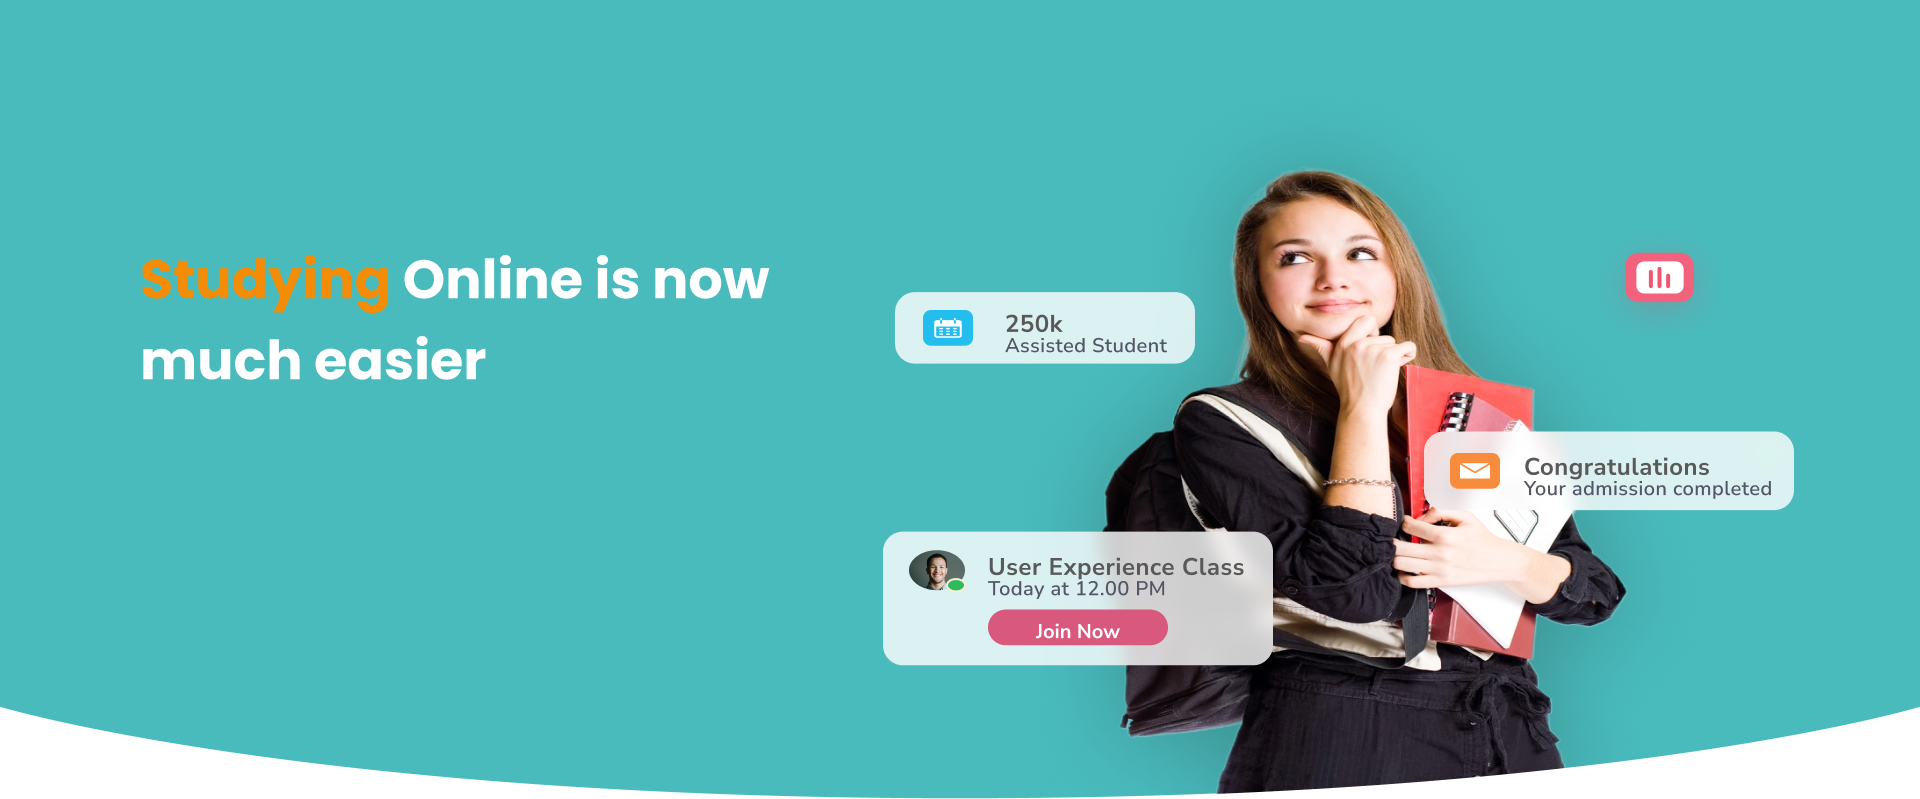 Studying Online is now
much easier
250k
Assisted Student
Congratulations
Your admission completed
User Experience Class
Today at 12.00 PM
Join Now